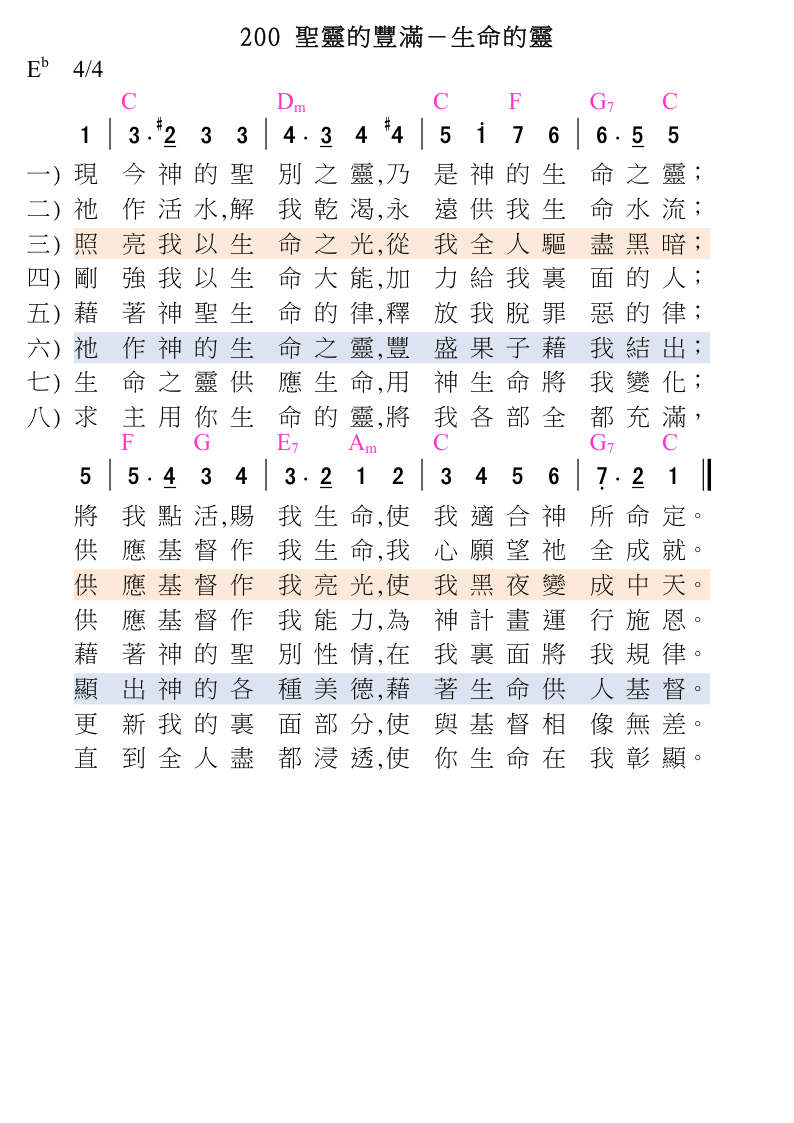 200 聖靈的豐滿－生命的靈
E♭ 4/4
C Dm C F G7 C
1 | 3 . ♯2 3 3 | 4 . 3 4 ♯4 | 5 i 7 6 | 6 . 5 5
一) 現 今神的聖 別之靈,乃 是神的生 命之靈；
二) 祂 作活水,解 我乾渴,永 遠供我生 命水流；
三) 照 亮我以生 命之光,從 我全人驅 盡黑暗；
四) 剛 強我以生 命大能,加 力給我裏 面的人；
五) 藉 著神聖生 命的律,釋 放我脫罪 惡的律；
六) 祂 作神的生 命之靈,豐 盛果子藉 我結出；
七) 生 命之靈供 應生命,用 神生命將 我變化；
八) 求 主用你生 命的靈,將 我各部全 都充滿，
F G E7 Am C G7 C
5 | 5 . 4 3 4 | 3 . 2 1 2 | 3 4 5 6 | 7̣ . 2 1 ‖
將 我點活,賜 我生命,使 我適合神 所命定。
供 應基督作 我生命,我 心願望祂 全成就。
供 應基督作 我亮光,使 我黑夜變 成中天。
供 應基督作 我能力,為 神計畫運 行施恩。
藉 著神的聖 別性情,在 我裏面將 我規律。
顯 出神的各 種美德,藉 著生命供 人基督。
更 新我的裏 面部分,使 與基督相 像無差。
直 到全人盡 都浸透,使 你生命在 我彰顯。